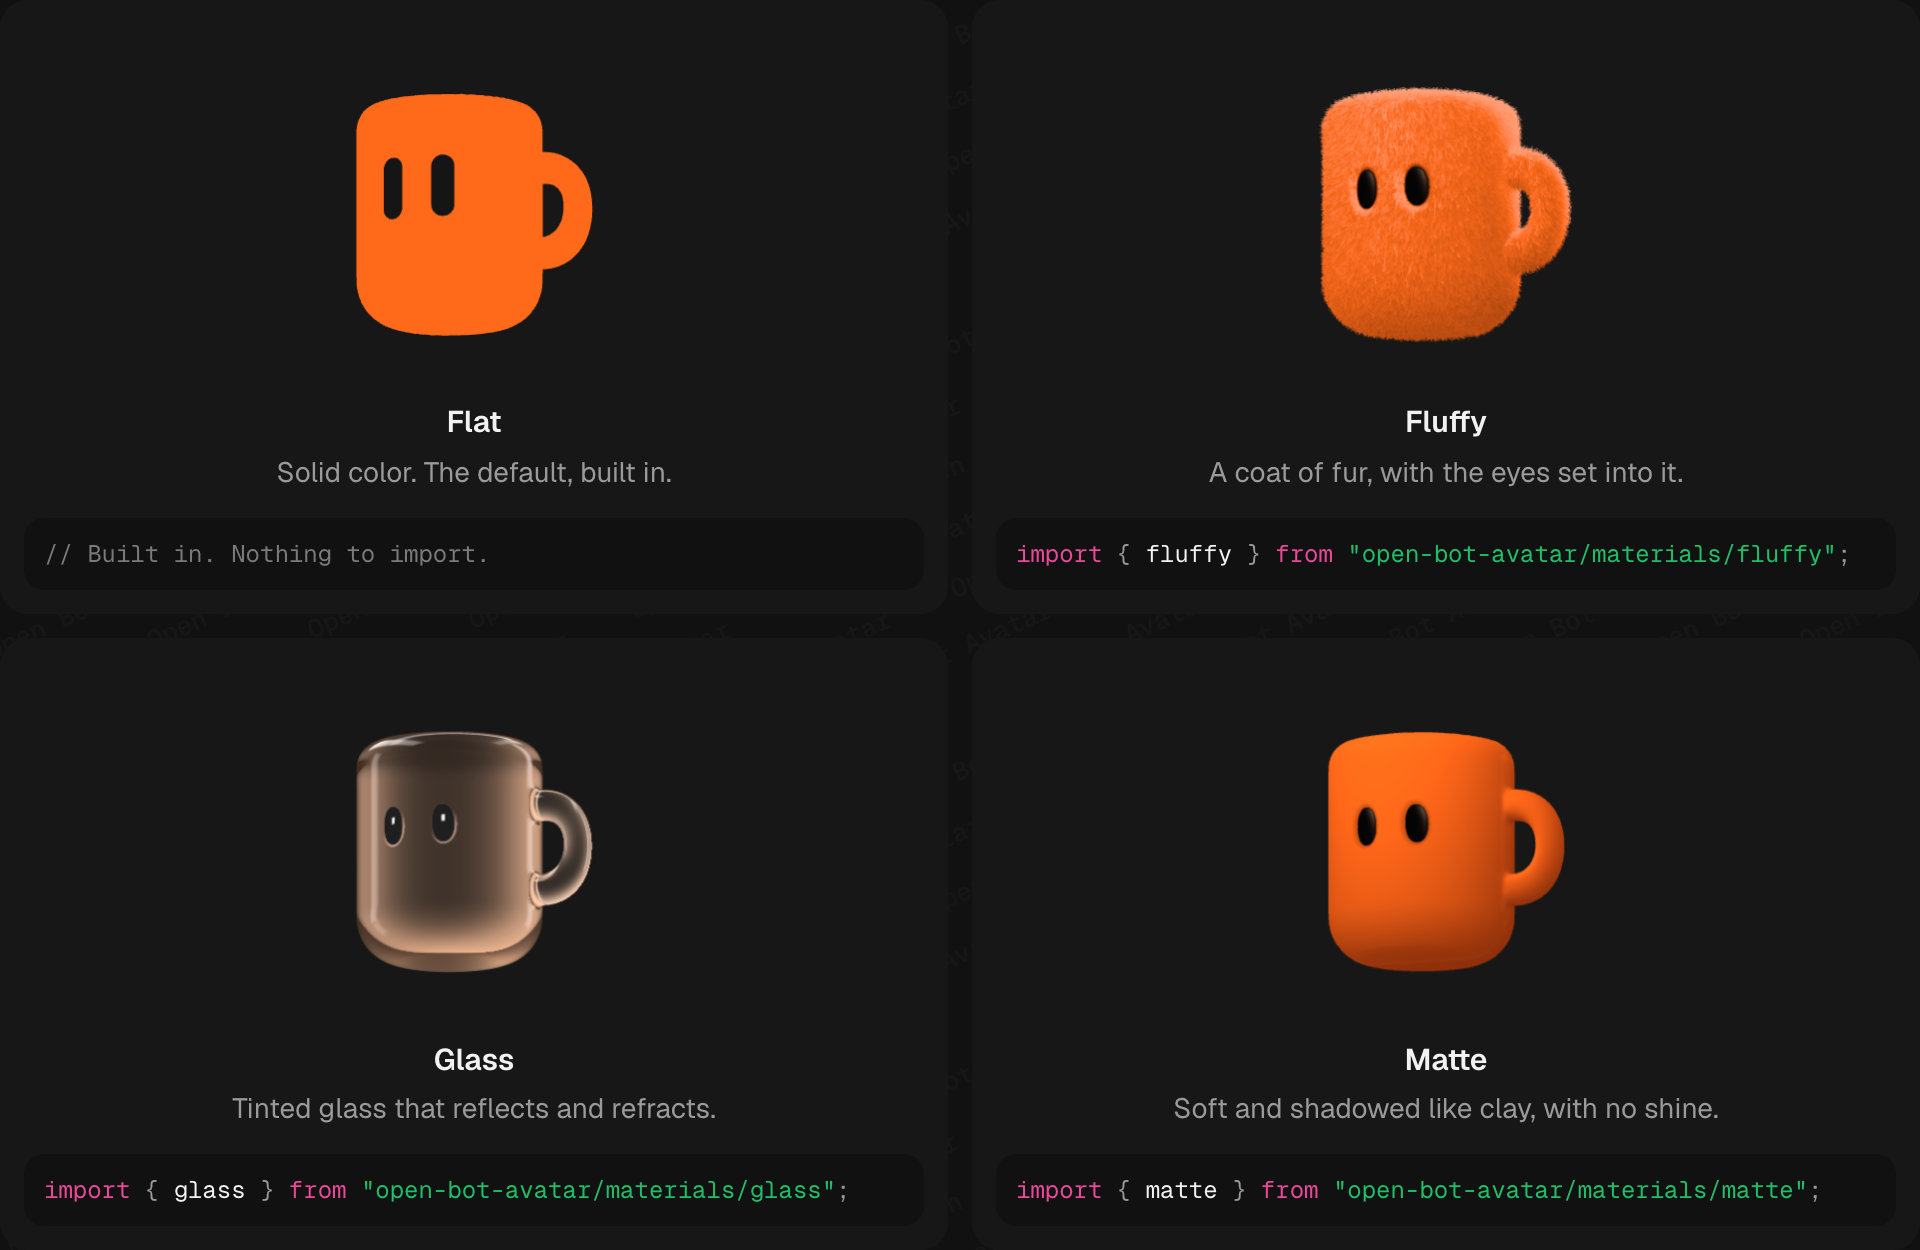 Flat
Solid color. The default, built in.
// Built in. Nothing to import.
Fluffy
A coat of fur, with the eyes set into it.
import { fluffy } from "open-bot-avatar/materials/fluffy";
Glass
Tinted glass that reflects and refracts.
import { glass } from "open-bot-avatar/materials/glass";
Matte
Soft and shadowed like clay, with no shine.
import { matte } from "open-bot-avatar/materials/matte";